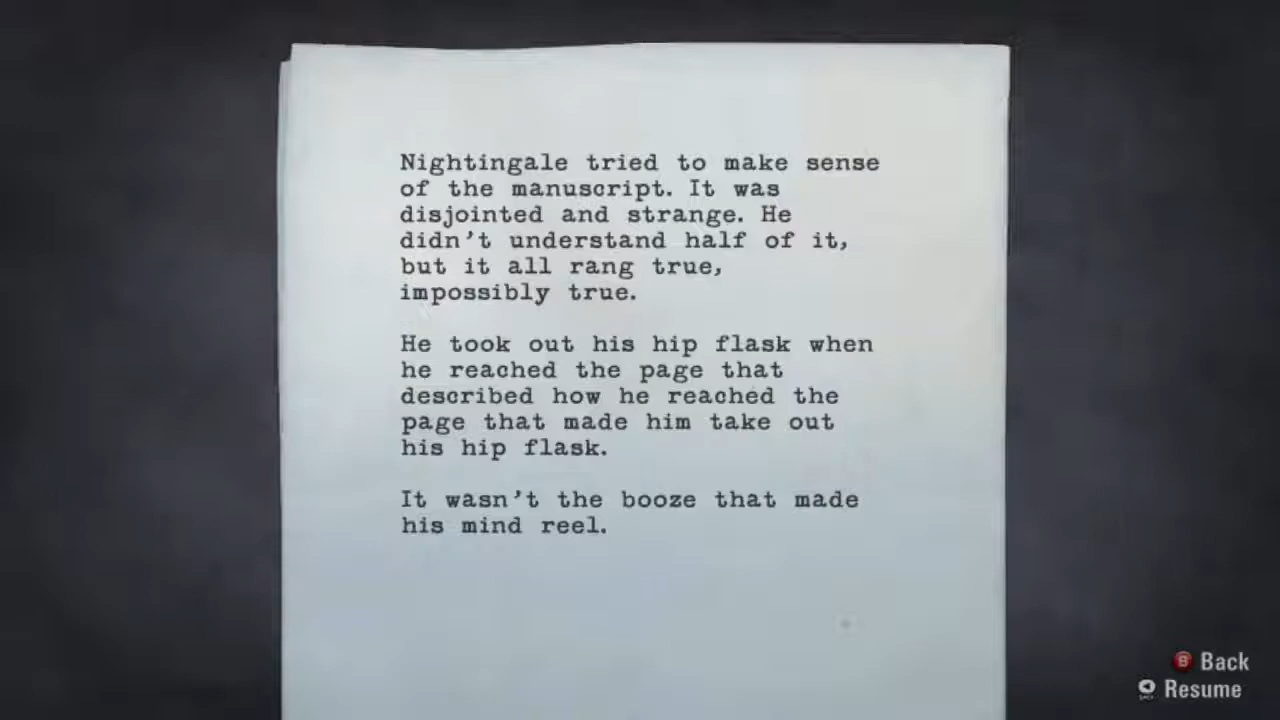 Nightingale tried to make sense
of the manuscript. It was
disjointed and strange. He
didn't understand half of it,
but it all rang true,
impossibly true.
He took out his hip flask when
he reached the page that
described how he reached the
page that made him take out
his hip flask.
It wasn't the booze that made
his mind reel.
B Back
BACK Resume